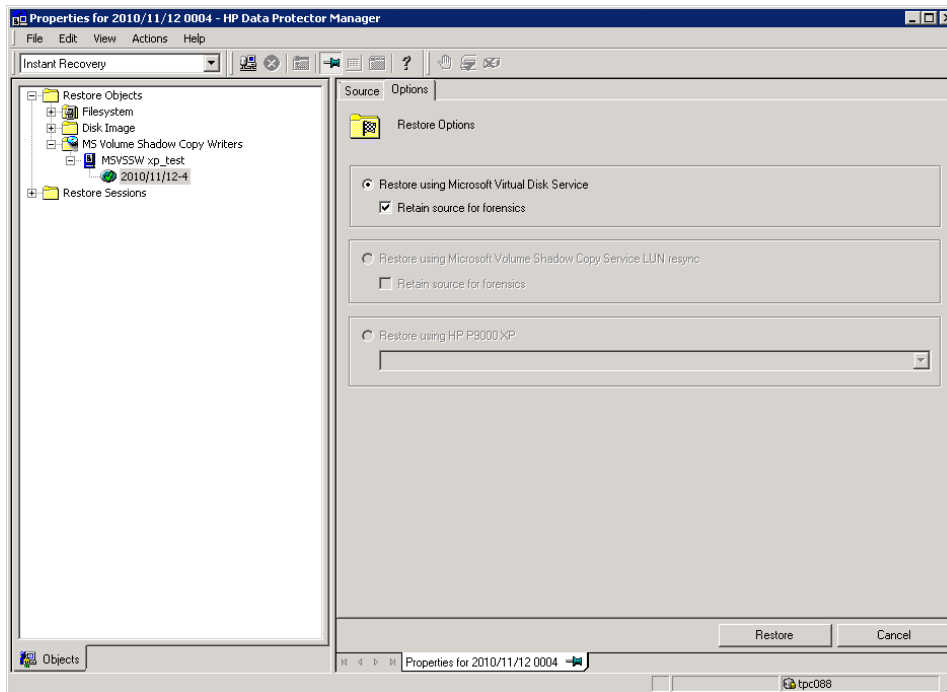 Properties for 2010/11/12 0004 - HP Data Protector Manager
File Edit View Actions Help
Instant Recovery
Restore Objects
Filesystem
Disk Image
MS Volume Shadow Copy Writers
MSVSSW xp_test
2010/11/12-4
Restore Sessions
Objects
Source Options
Restore Options
Restore using Microsoft Virtual Disk Service
Retain source for forensics
Restore using Microsoft Volume Shadow Copy Service LUN resync
Retain source for forensics
Restore using HP P9000 XP
Restore Cancel
Properties for 2010/11/12 0004
tpc088